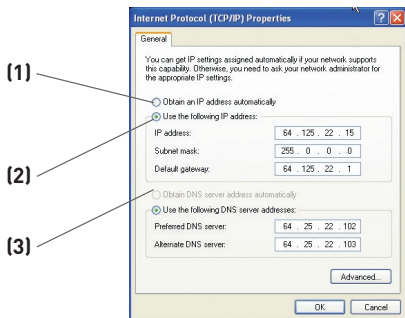 Internet Protocol (TCP/IP) Properties
General
You can get IP settings assigned automatically if your network supports
this capability. Otherwise, you need to ask your network administrator for
the appropriate IP settings.
(1)
Obtain an IP address automatically
(2)
Use the following IP address:
IP address: 64 . 125 . 22 . 15
Subnet mask: 255 . 0 . 0 . 0
Default gateway: 64 . 125 . 22 . 1
(3)
Obtain DNS server address automatically
Use the following DNS server addresses:
Preferred DNS server: 64 . 25 . 22 . 102
Alternate DNS server: 64 . 25 . 22 . 103
Advanced...
OK Cancel